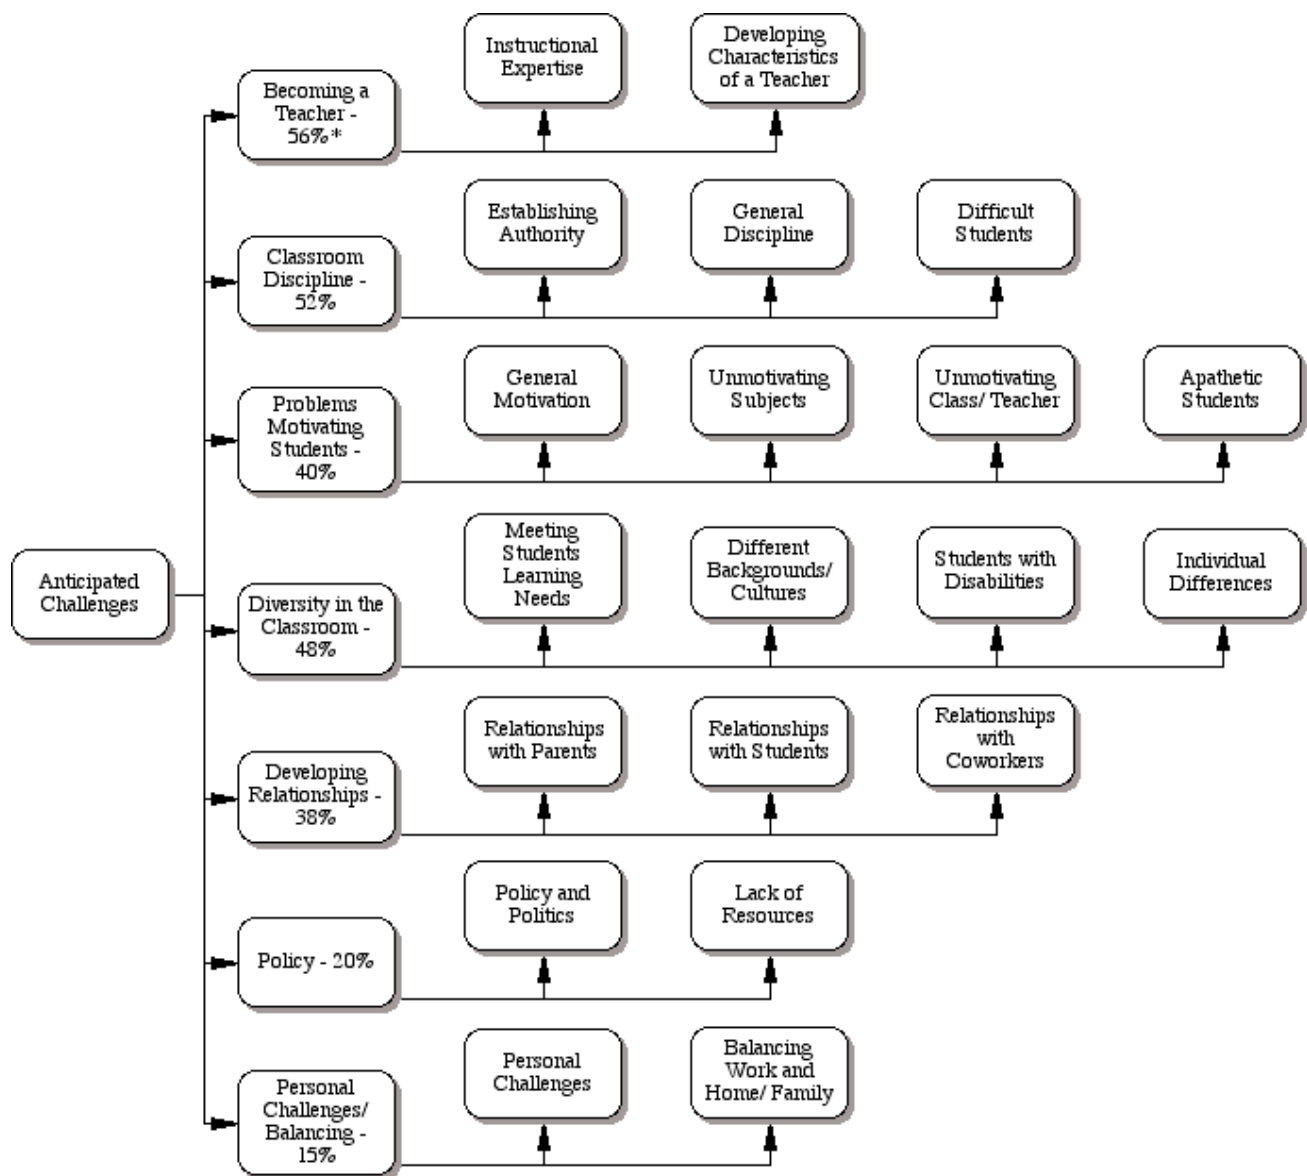 Instructional
Expertise
Developing
Characteristics
of a Teacher
Becoming a
Teacher -
56%*
Establishing
Authority
General
Discipline
Difficult
Students
Classroom
Discipline -
52%
General
Motivation
Unmotivating
Subjects
Unmotivating
Class/ Teacher
Apathetic
Students
Problems
Motivating
Students -
40%
Meeting
Students
Learning
Needs
Different
Backgrounds/
Cultures
Students with
Disabilities
Individual
Differences
Anticipated
Challenges
Diversity in the
Classroom -
48%
Relationships
with Parents
Relationships
with Students
Relationships
with
Coworkers
Developing
Relationships -
38%
Policy and
Politics
Lack of
Resources
Policy - 20%
Personal
Challenges
Balancing
Work and
Home/ Family
Personal
Challenges/
Balancing -
15%